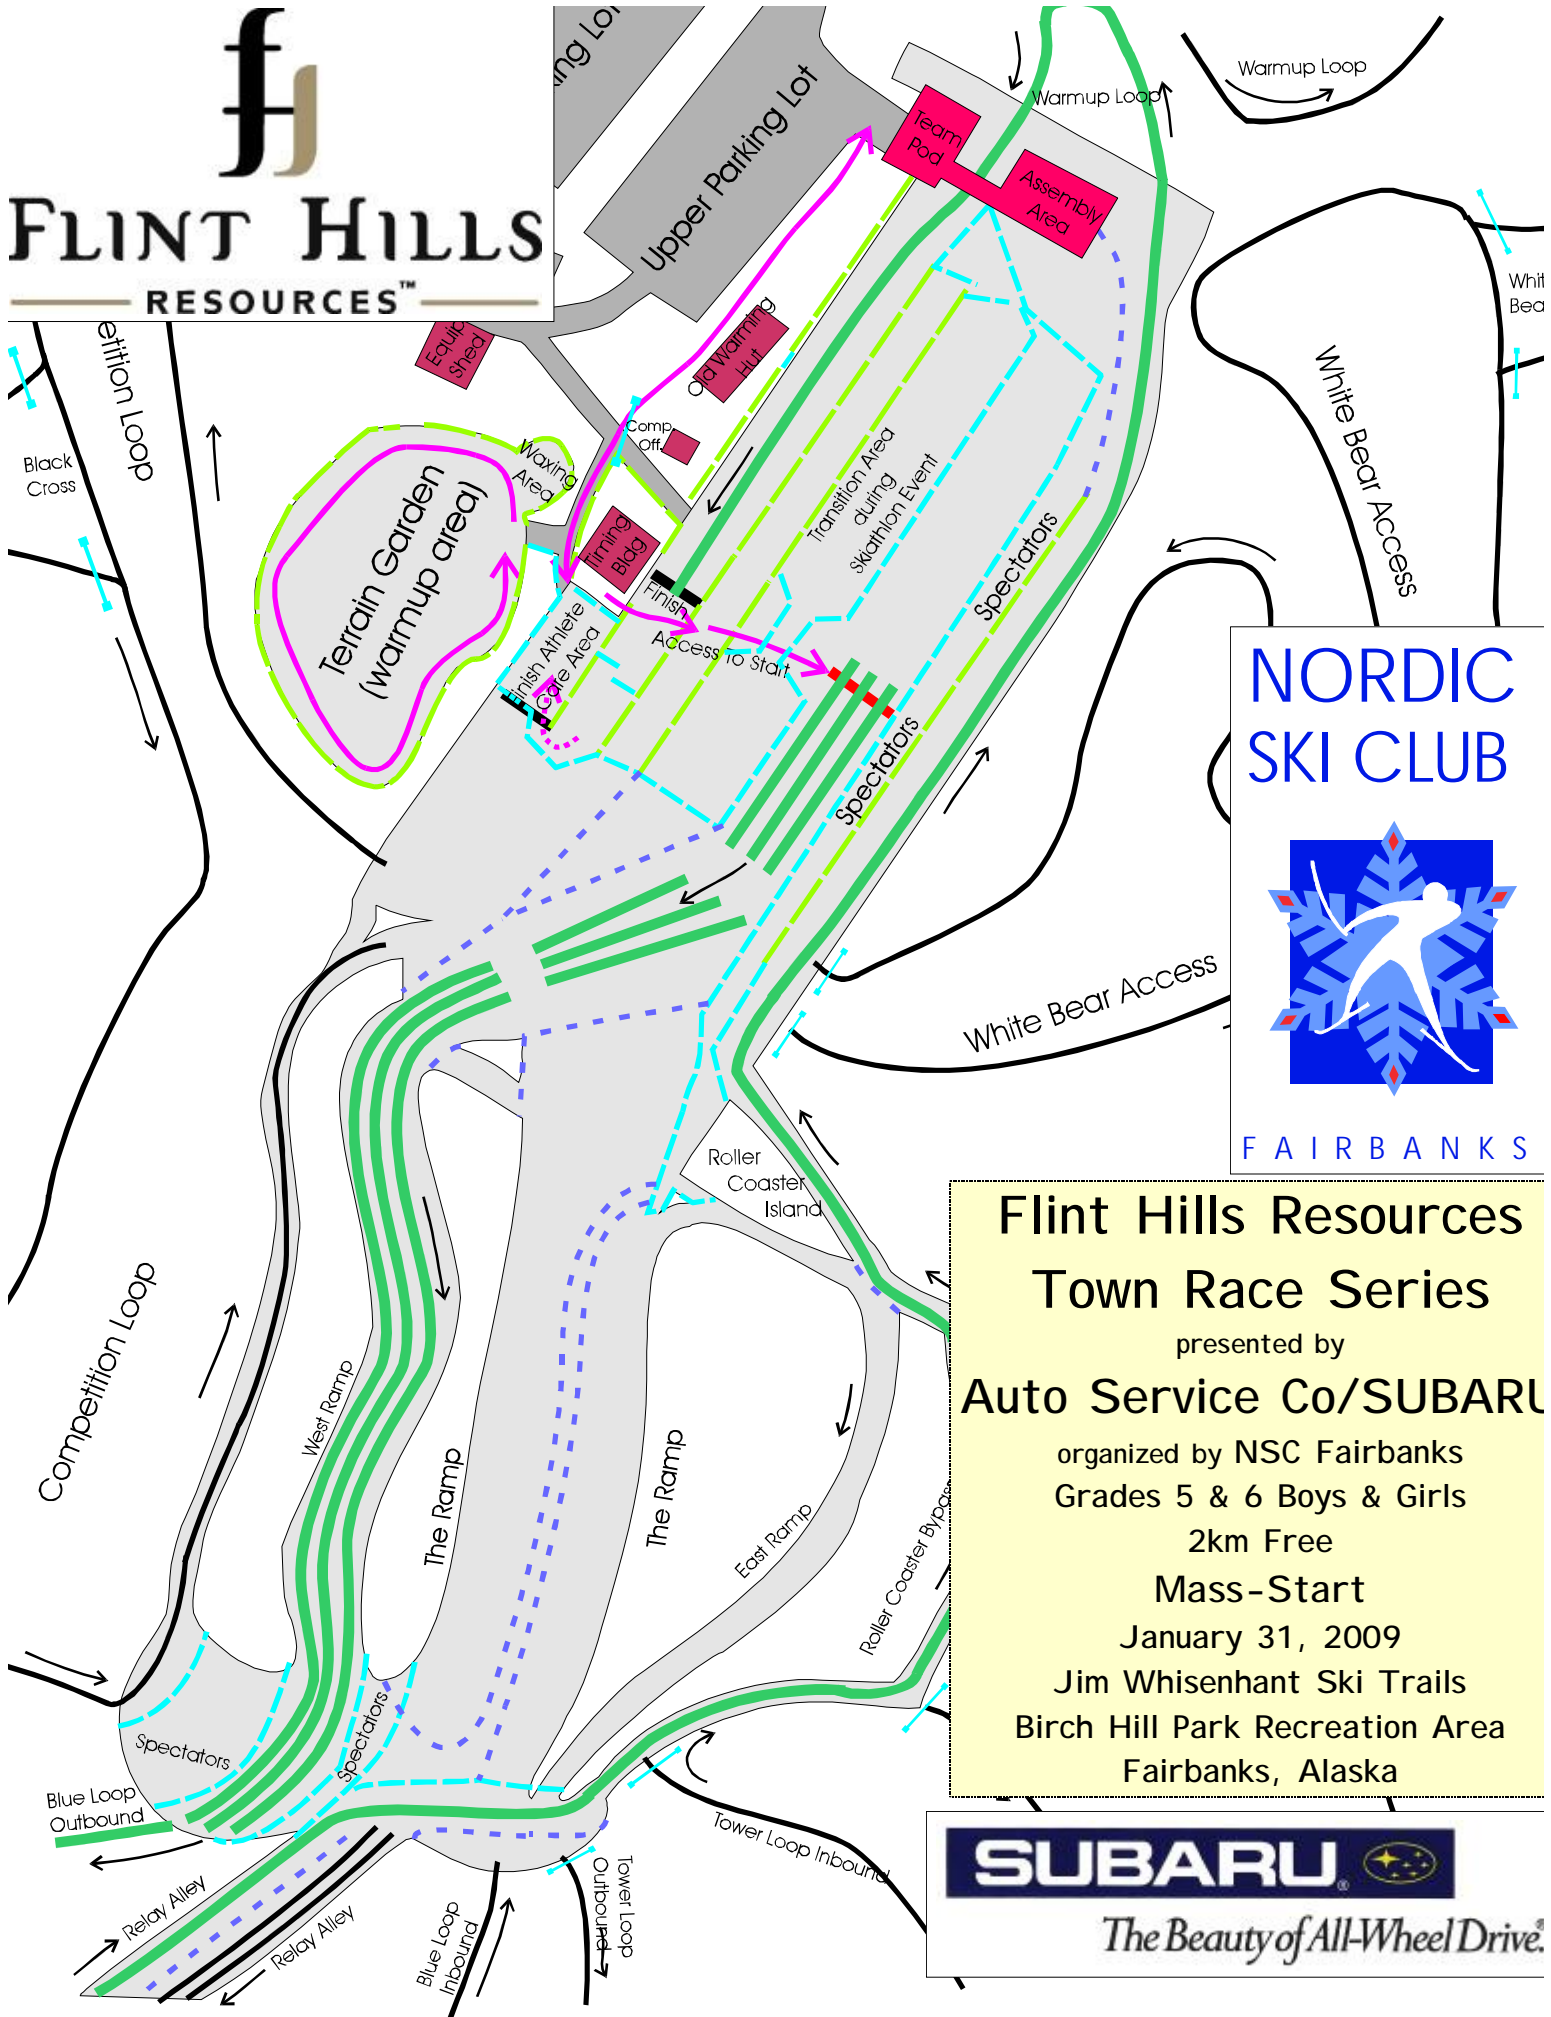 FLINT HILLS
RESOURCES™
Upper Parking Lot
Warmup Loop
Warmup Loop
Team
Pod
Assembly
Area
Old Warming
Hut
Shed
Comp.
Off.
Black
Cross
Waxing
Area
Terrain Garden
(warmup area)
Timing
Bldg
Finish
Finish Athlete
Care Area
Access To Start
Transition Area
during
Skiathlon Event
Spectators
Spectators
White Bear Access
White Bear Access
NORDIC
SKI CLUB
FAIRBANKS
Roller
Coaster
Island
Competition Loop
West Ramp
The Ramp
The Ramp
East Ramp
Spectators
Spectators
Blue Loop
Outbound
Relay Alley
Relay Alley
Blue Loop
Inbound
Tower Loop
Outbound
Tower Loop Inbound
Flint Hills Resources
Town Race Series
presented by
Auto Service Co/SUBARU
organized by NSC Fairbanks
Grades 5 & 6 Boys & Girls
2km Free
Mass-Start
January 31, 2009
Jim Whisenhant Ski Trails
Birch Hill Park Recreation Area
Fairbanks, Alaska
SUBARU®
The Beauty of All-Wheel Drive.®